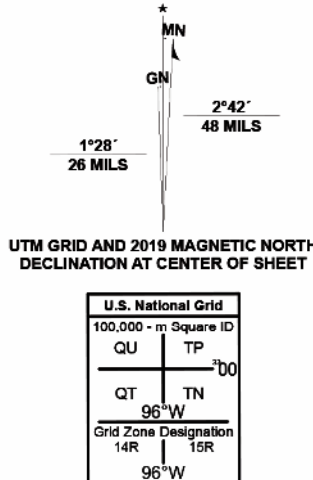 ★
MN
GN
2°42´
48 MILS
1°28´
26 MILS
UTM GRID AND 2019 MAGNETIC NORTH
DECLINATION AT CENTER OF SHEET
U.S. National Grid
100,000 - m Square ID
QU TP
³³00
QT TN
96°W
Grid Zone Designation
14R 15R
96°W